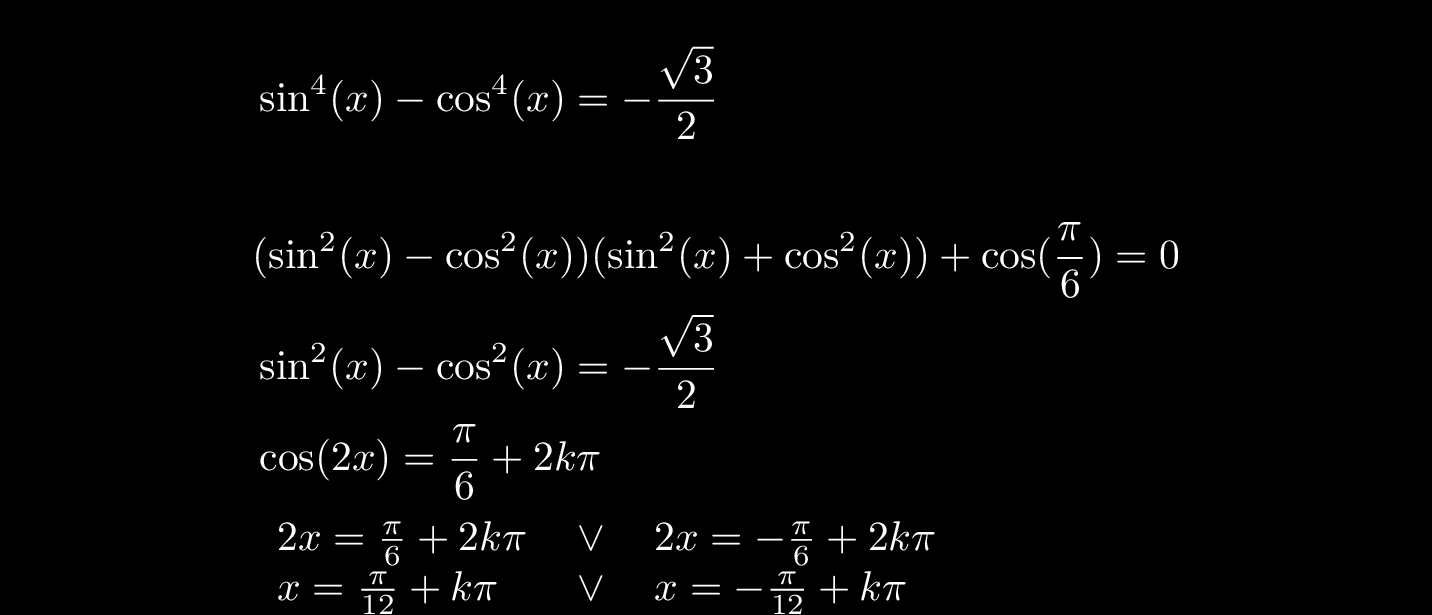 sin⁴(x) − cos⁴(x) = −√3/2
(sin²(x) − cos²(x))(sin²(x) + cos²(x)) + cos(π/6) = 0
sin²(x) − cos²(x) = −√3/2
cos(2x) = π/6 + 2kπ
2x = π/6 + 2kπ ∨ 2x = −π/6 + 2kπ
x = π/12 + kπ ∨ x = −π/12 + kπ